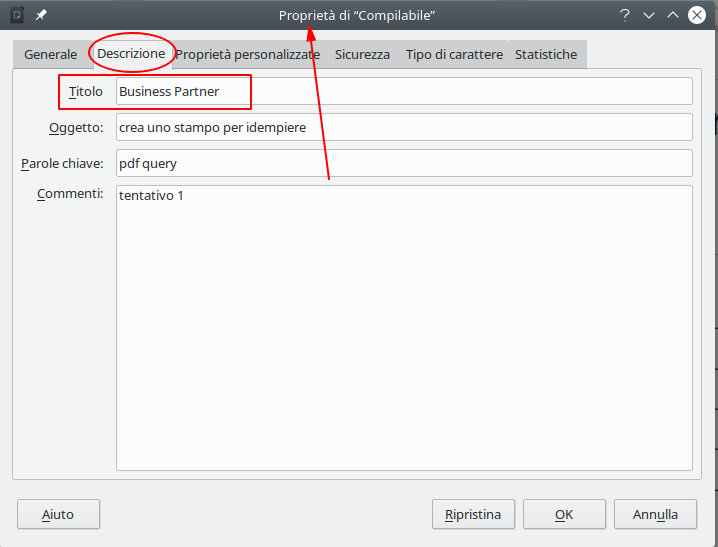 Proprietà di “Compilabile”
?
Generale Descrizione Proprietà personalizzate Sicurezza Tipo di carattere Statistiche
Titolo Business Partner
Oggetto: crea uno stampo per idempiere
Parole chiave: pdf query
Commenti: tentativo 1
Aiuto Ripristina OK Annulla